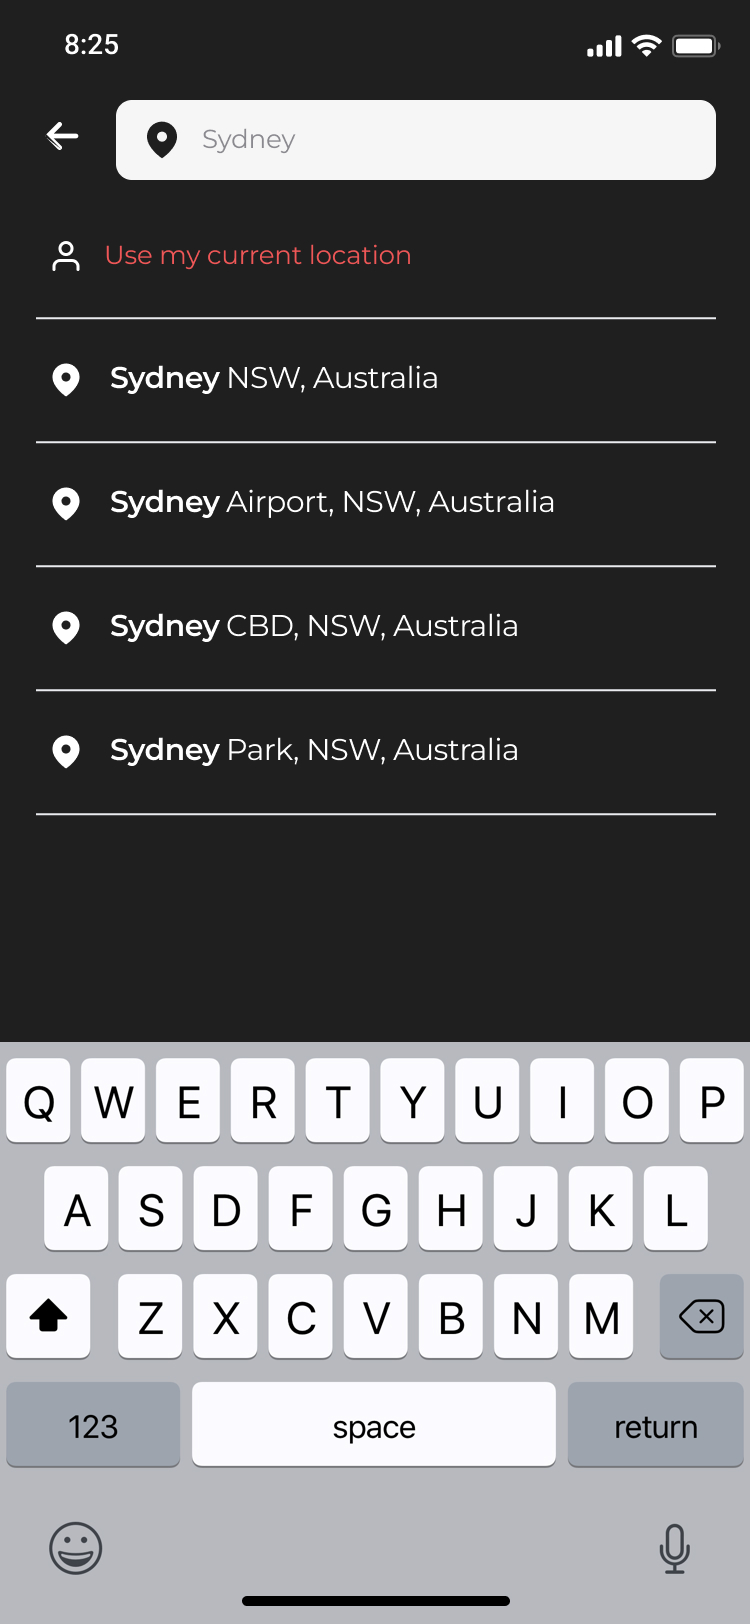 8:25
Sydney
Use my current location
Sydney NSW, Australia
Sydney Airport, NSW, Australia
Sydney CBD, NSW, Australia
Sydney Park, NSW, Australia
Q W E R T Y U I O P
A S D F G H J K L
Z X C V B N M
123 space return